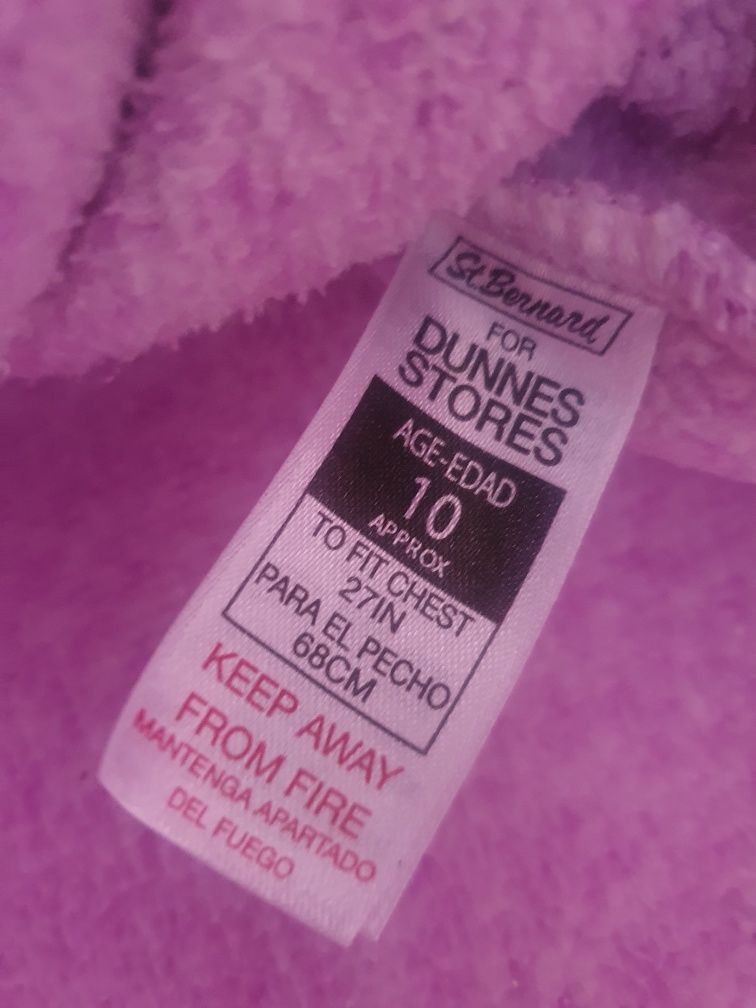 St.Bernard
FOR
DUNNES
STORES
AGE-EDAD
10
APPROX
TO FIT CHEST
27IN
PARA EL PECHO
68CM
KEEP AWAY
FROM FIRE
MANTENGA APARTADO
DEL FUEGO